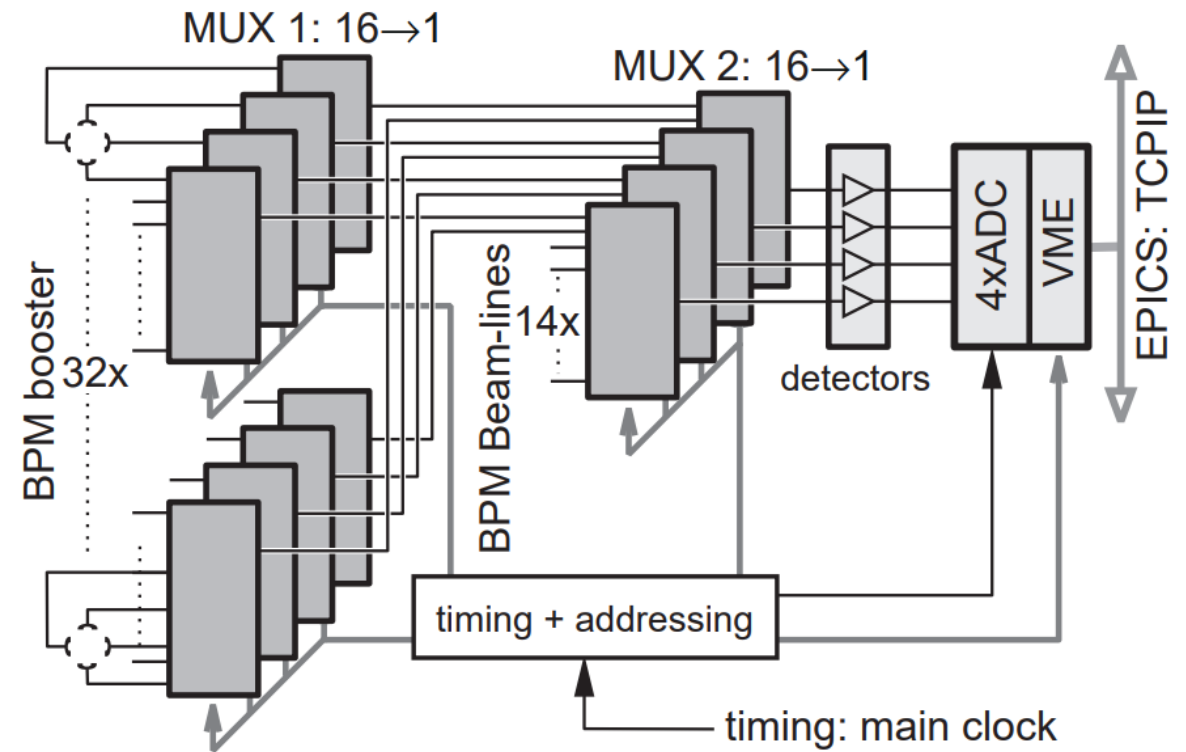 MUX 1: 16→1
MUX 2: 16→1
BPM booster
32x
BPM Beam-lines
14x
detectors
4xADC
VME
EPICS: TCPIP
timing + addressing
timing: main clock